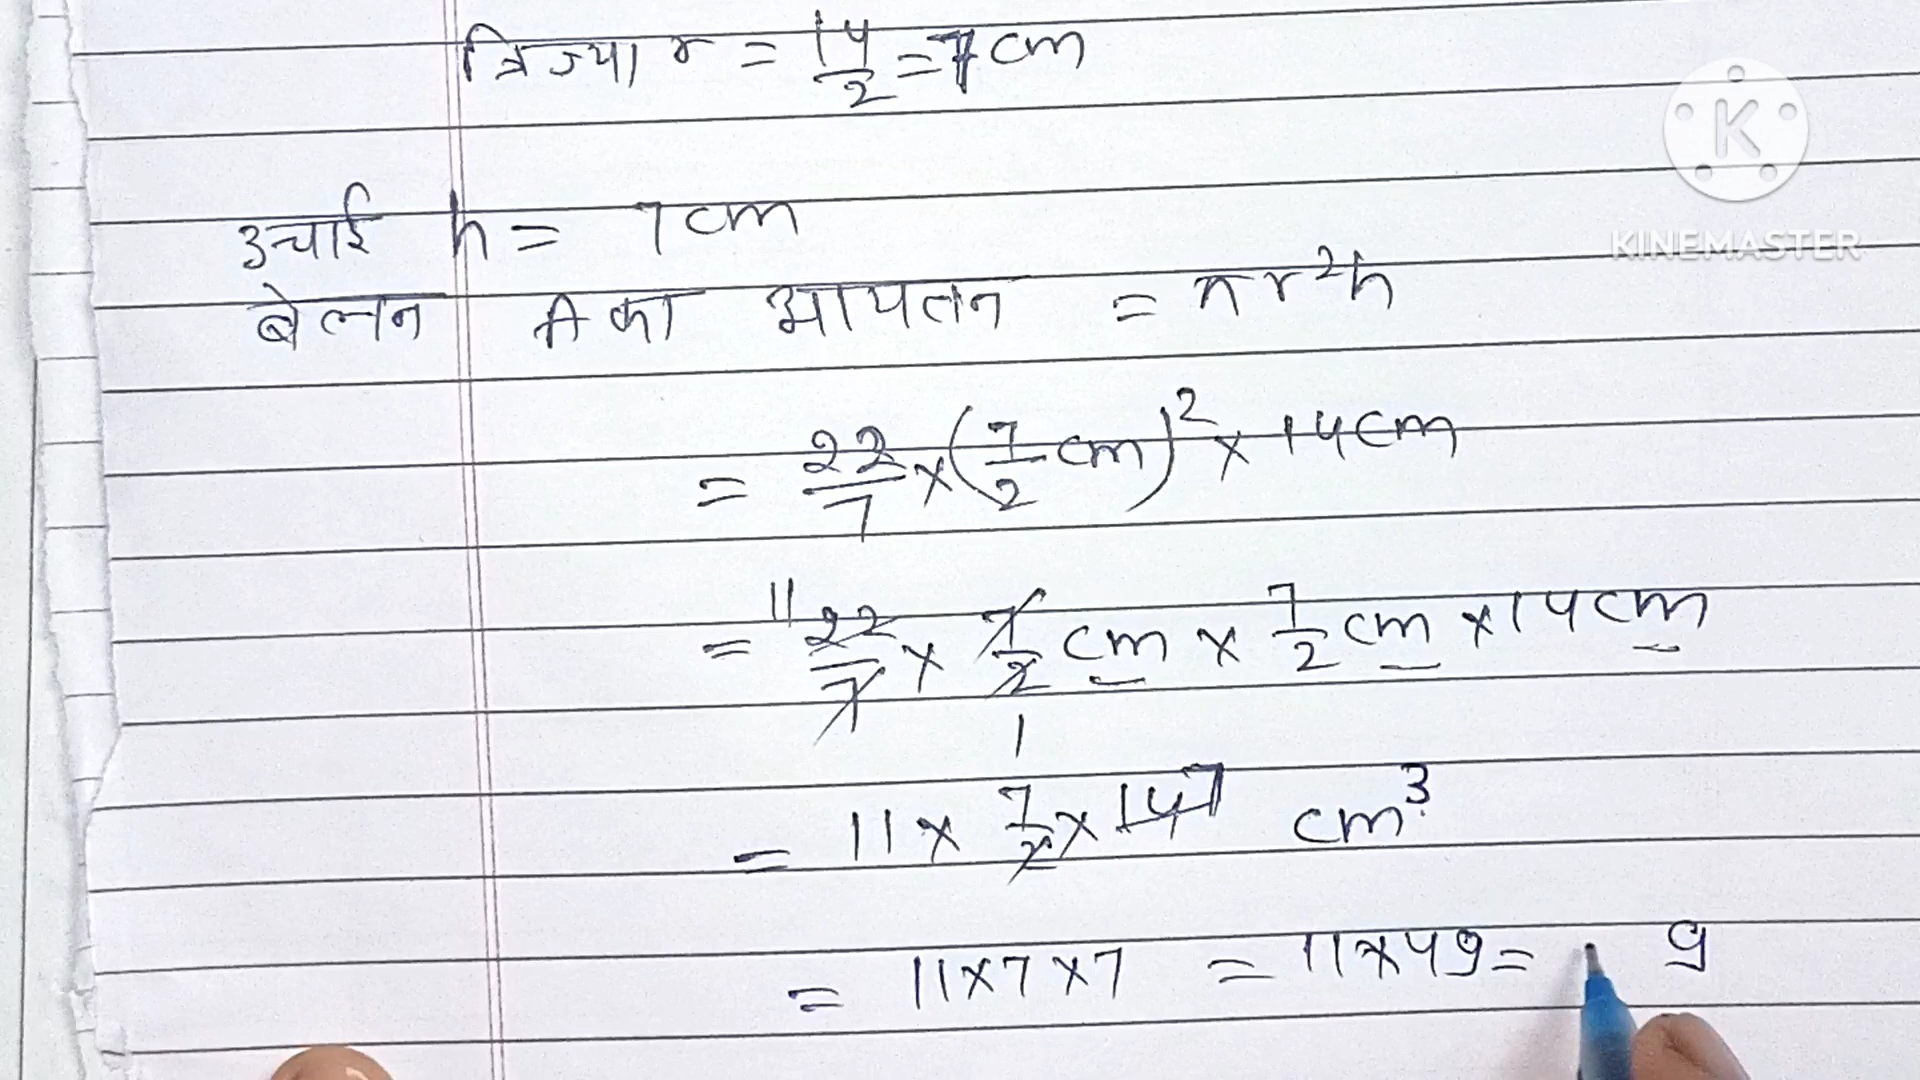 त्रिज्या r = 14/2 = 7 cm
K
KINEMASTER
उचाई h = 7 cm
बेलन A का आयतन = πr²h
= 22/7 × (7/2 cm)² × 14 cm
= 11 22/7 × 7/2 cm × 7/2 cm × 14 cm
1
= 11 × 7/2 × 14 7 cm³
= 11×7×7 = 11×49 = 9